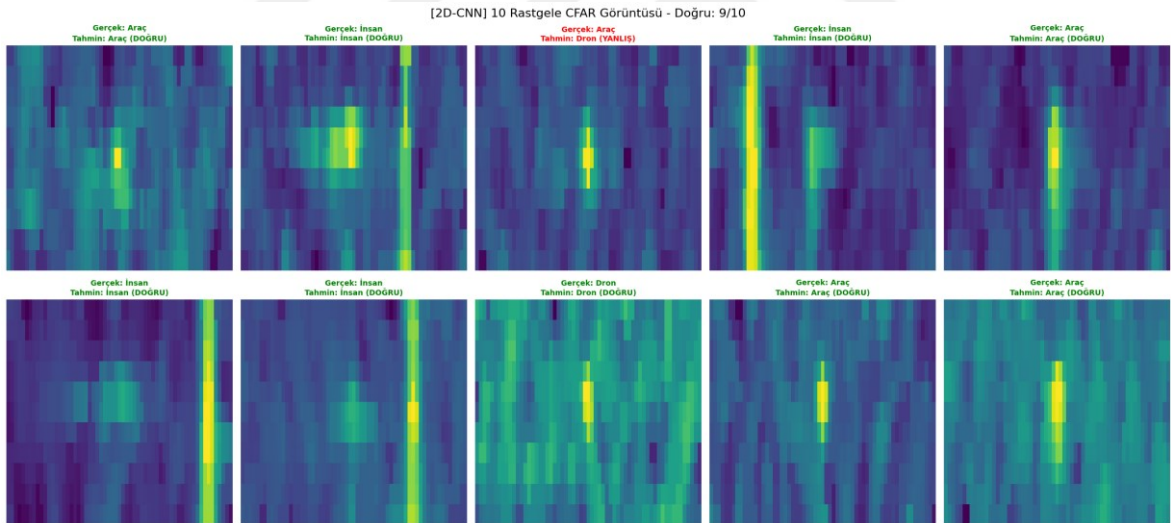 [2D-CNN] 10 Rastgele CFAR Görüntüsü - Doğru: 9/10
Gerçek: Araç
Tahmin: Araç (DOĞRU)
Gerçek: İnsan
Tahmin: İnsan (DOĞRU)
Gerçek: Araç
Tahmin: Dron (YANLIŞ)
Gerçek: İnsan
Tahmin: İnsan (DOĞRU)
Gerçek: Araç
Tahmin: Araç (DOĞRU)
Gerçek: İnsan
Tahmin: İnsan (DOĞRU)
Gerçek: İnsan
Tahmin: İnsan (DOĞRU)
Gerçek: Dron
Tahmin: Dron (DOĞRU)
Gerçek: Araç
Tahmin: Araç (DOĞRU)
Gerçek: Araç
Tahmin: Araç (DOĞRU)